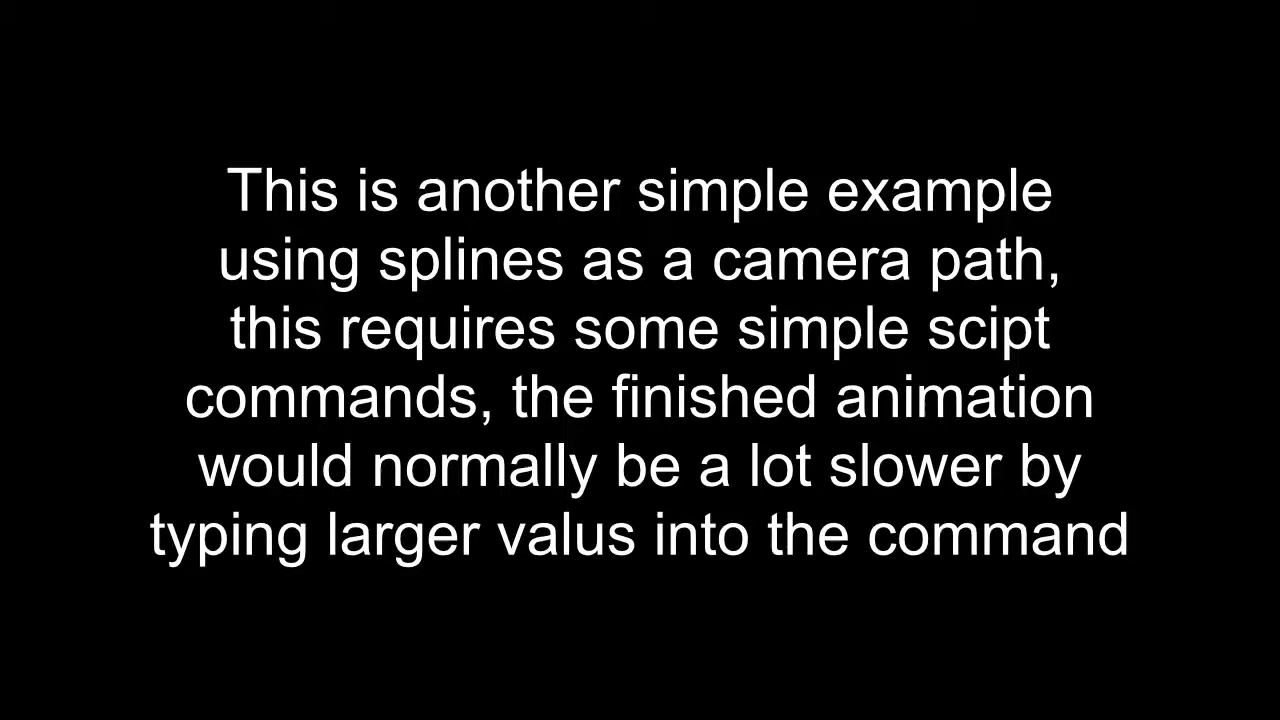 This is another simple example
using splines as a camera path,
this requires some simple scipt
commands, the finished animation
would normally be a lot slower by
typing larger valus into the command